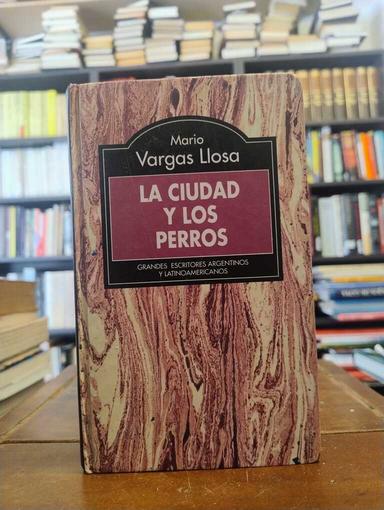 Mario
Vargas Llosa
LA CIUDAD
Y LOS
PERROS
GRANDES ESCRITORES ARGENTINOS
Y LATINOAMERICANOS